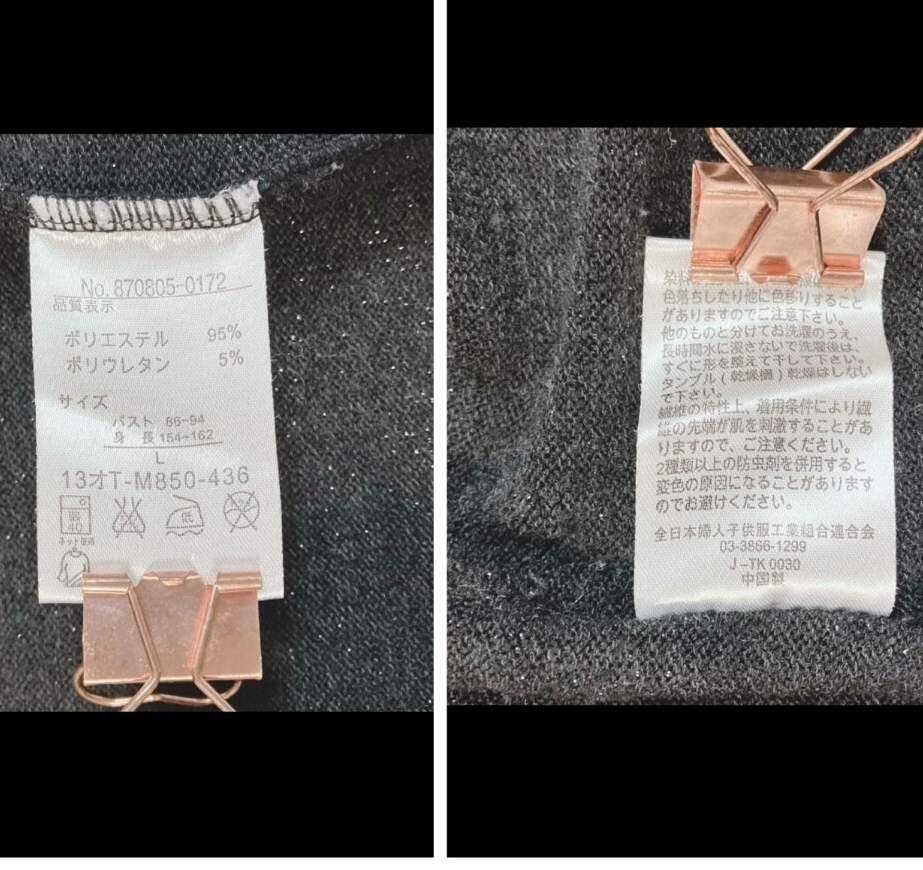 No. 870805-0172
品質表示
ポリエステル 95%
ポリウレタン 5%
サイズ
バスト 86~94
身 長 154~162
L
13オT-M850-436
40
低
ネット使用
染料
色落ちしたり他に色移りすること
がありますのでご注意下さい。
他のものと分けてお洗濯のうえ、
長時間水に浸さないで洗濯後は、
すぐに形を整えて干して下さい。
タンブル(乾燥機)乾燥はしない
で下さい。
繊維の特性上、着用条件により繊
維の先端が肌を刺激することがあ
りますので、ご注意ください。
2種類以上の防虫剤を併用すると
変色の原因になることがあります
のでお避けください。
全日本婦人子供服工業組合連合会
03-3866-1299
J-TK 0030
中国製